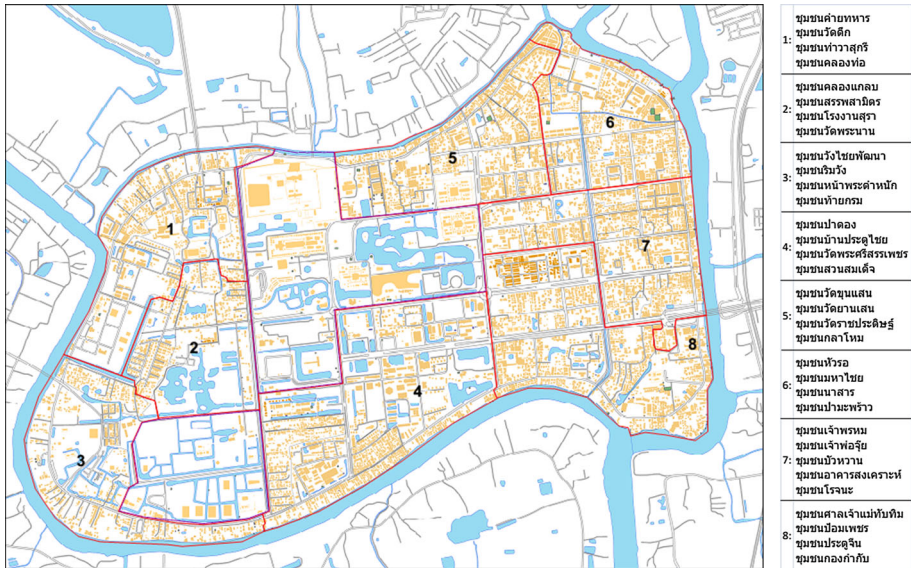 1
2
3
4
5
6
7
8
1:
ชุมชนค่ายทหาร
ชุมชนวัดตึก
ชุมชนท่าวาสุกรี
ชุมชนคลองท่อ
2:
ชุมชนคลองแกลบ
ชุมชนสรรพสามิตร
ชุมชนโรงงานสุรา
ชุมชนวัดพระนาน
3:
ชุมชนวังไชยพัฒนา
ชุมชนริมวัง
ชุมชนหน้าพระตำหนัก
ชุมชนท้ายกรม
4:
ชุมชนป่าตอง
ชุมชนบ้านประตูไชย
ชุมชนวัดพระศรีสรรเพชร
ชุมชนสวนสมเด็จ
5:
ชุมชนวัดขุนแสน
ชุมชนวัดยานเสน
ชุมชนวัดราชประดิษฐ์
ชุมชนกลาโหม
6:
ชุมชนหัวรอ
ชุมชนมหาไชย
ชุมชนนาสาร
ชุมชนป่ามะพร้าว
7:
ชุมชนเจ้าพรหม
ชุมชนเจ้าพ่อจุ้ย
ชุมชนบัวหวาน
ชุมชนอาคารสงเคราะห์
ชุมชนโรจนะ
8:
ชุมชนศาลเจ้าแม่ทับทิม
ชุมชนป้อมเพชร
ชุมชนประตูจีน
ชุมชนกองกำกับ